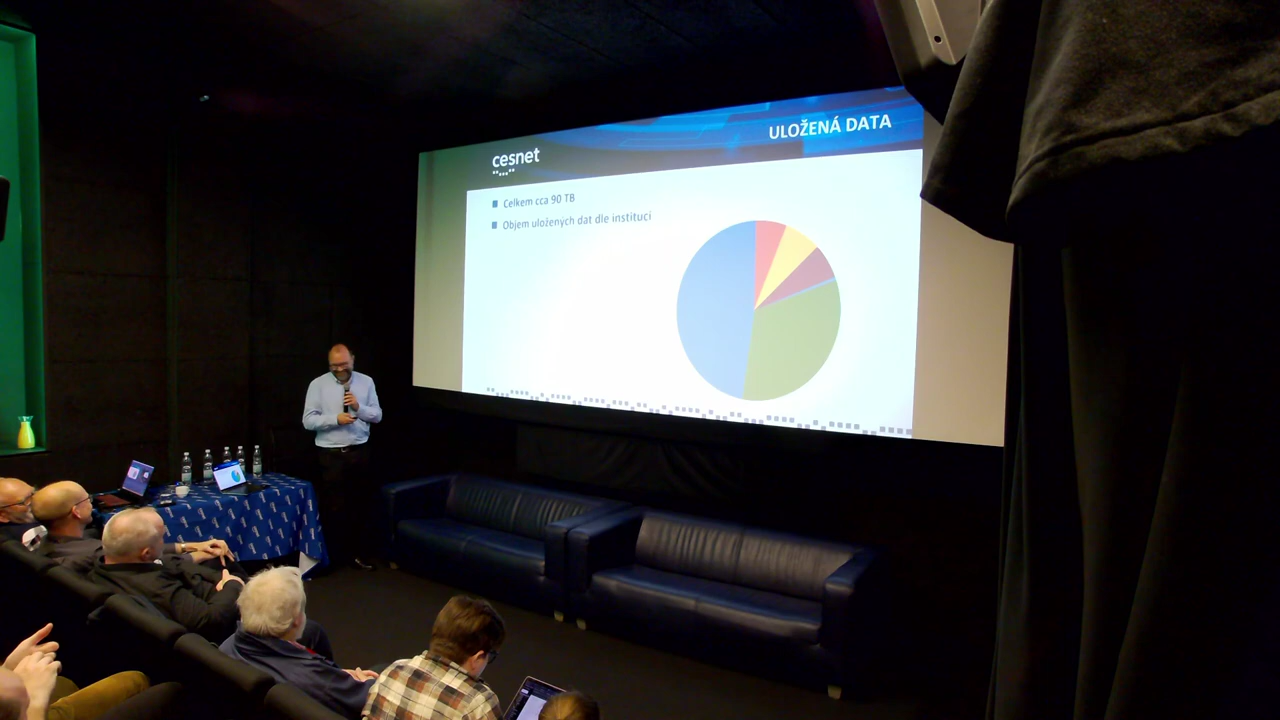 ULOŽENÁ DATA
cesnet
Celkem cca 90 TB
Objem uložených dat dle institucí